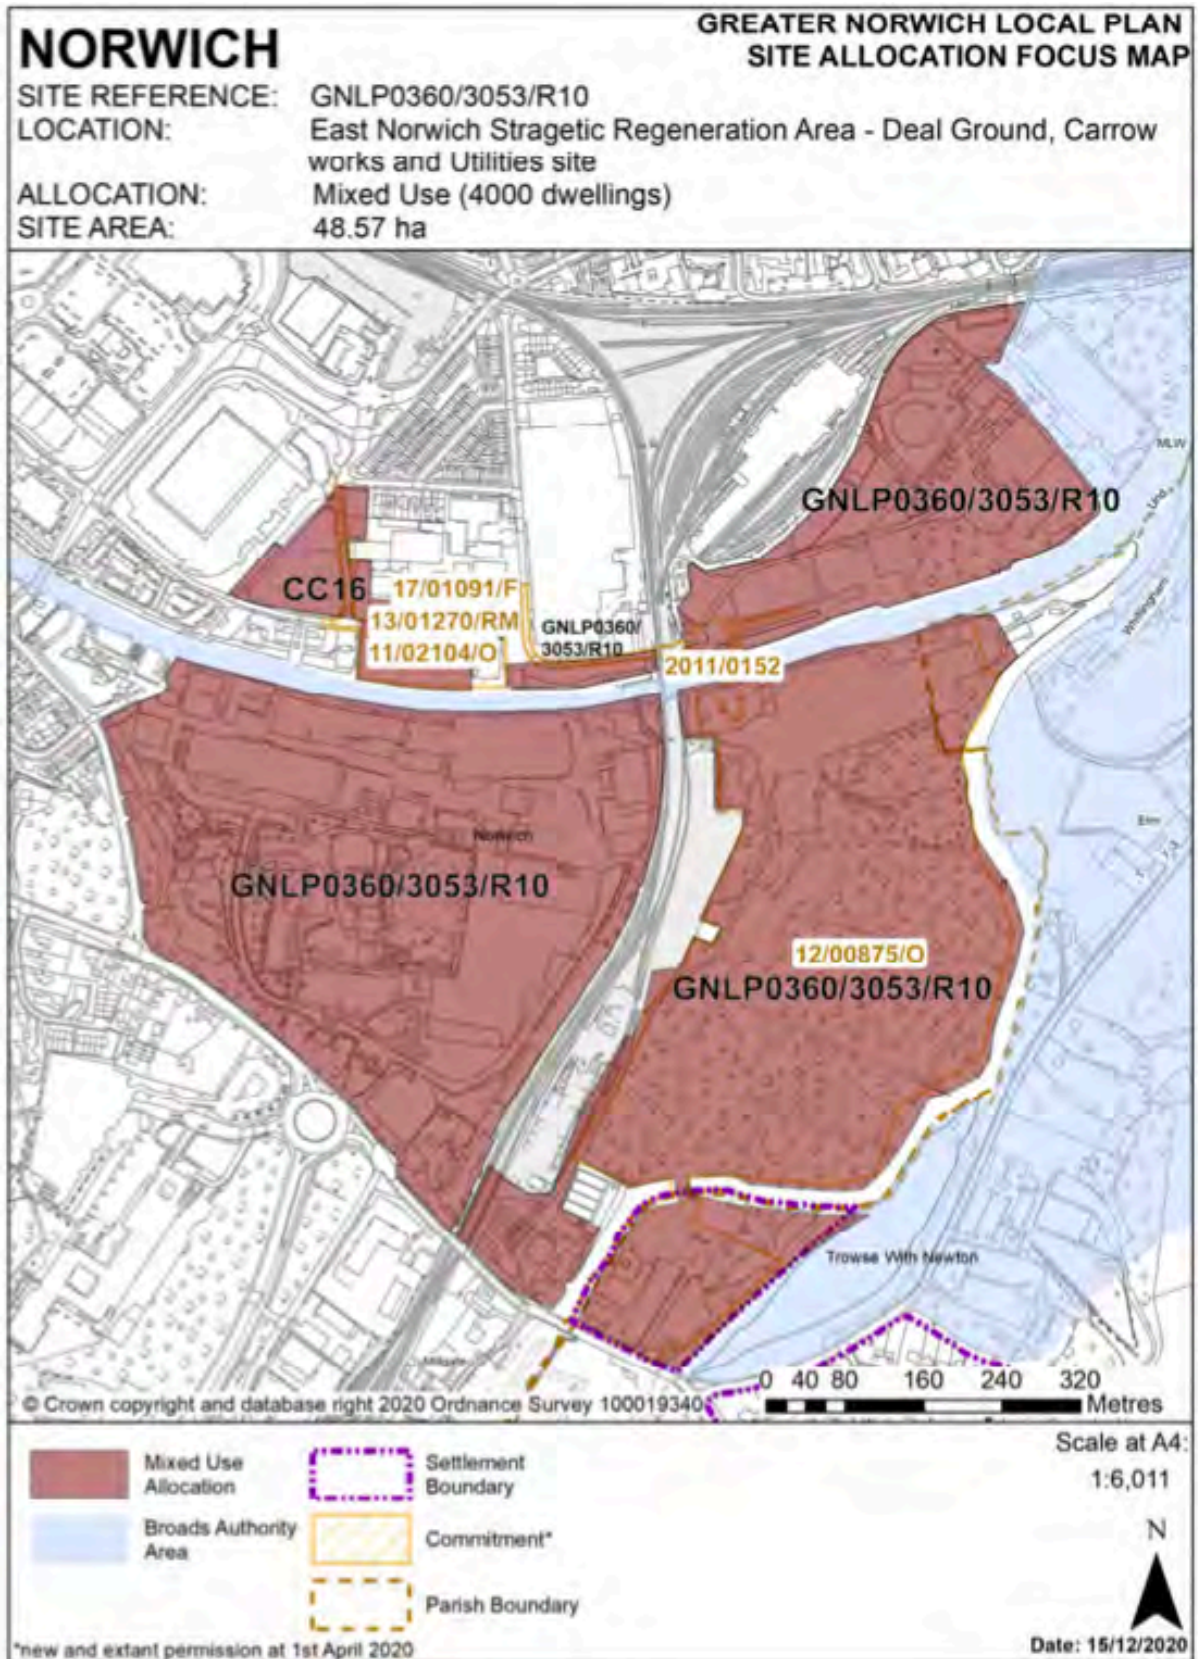 NORWICH
GREATER NORWICH LOCAL PLAN
SITE ALLOCATION FOCUS MAP
SITE REFERENCE: GNLP0360/3053/R10
LOCATION: East Norwich Stragetic Regeneration Area - Deal Ground, Carrow
works and Utilities site
ALLOCATION: Mixed Use (4000 dwellings)
SITE AREA: 48.57 ha
MLW
GNLP0360/3053/R10
Und
CC16
17/01091/F
13/01270/RM
11/02104/O
GNLP0360/
3053/R10
2011/0152
Whitlingham
Norwich
GNLP0360/3053/R10
12/00875/O
GNLP0360/3053/R10
Trowse With Newton
0 40 80 160 240 320
Metres
© Crown copyright and database right 2020 Ordnance Survey 100019340
Mixed Use
Allocation
Settlement
Boundary
Scale at A4:
1:6,011
Broads Authority
Area
Commitment*
N
Parish Boundary
*new and extant permission at 1st April 2020
Date: 15/12/2020